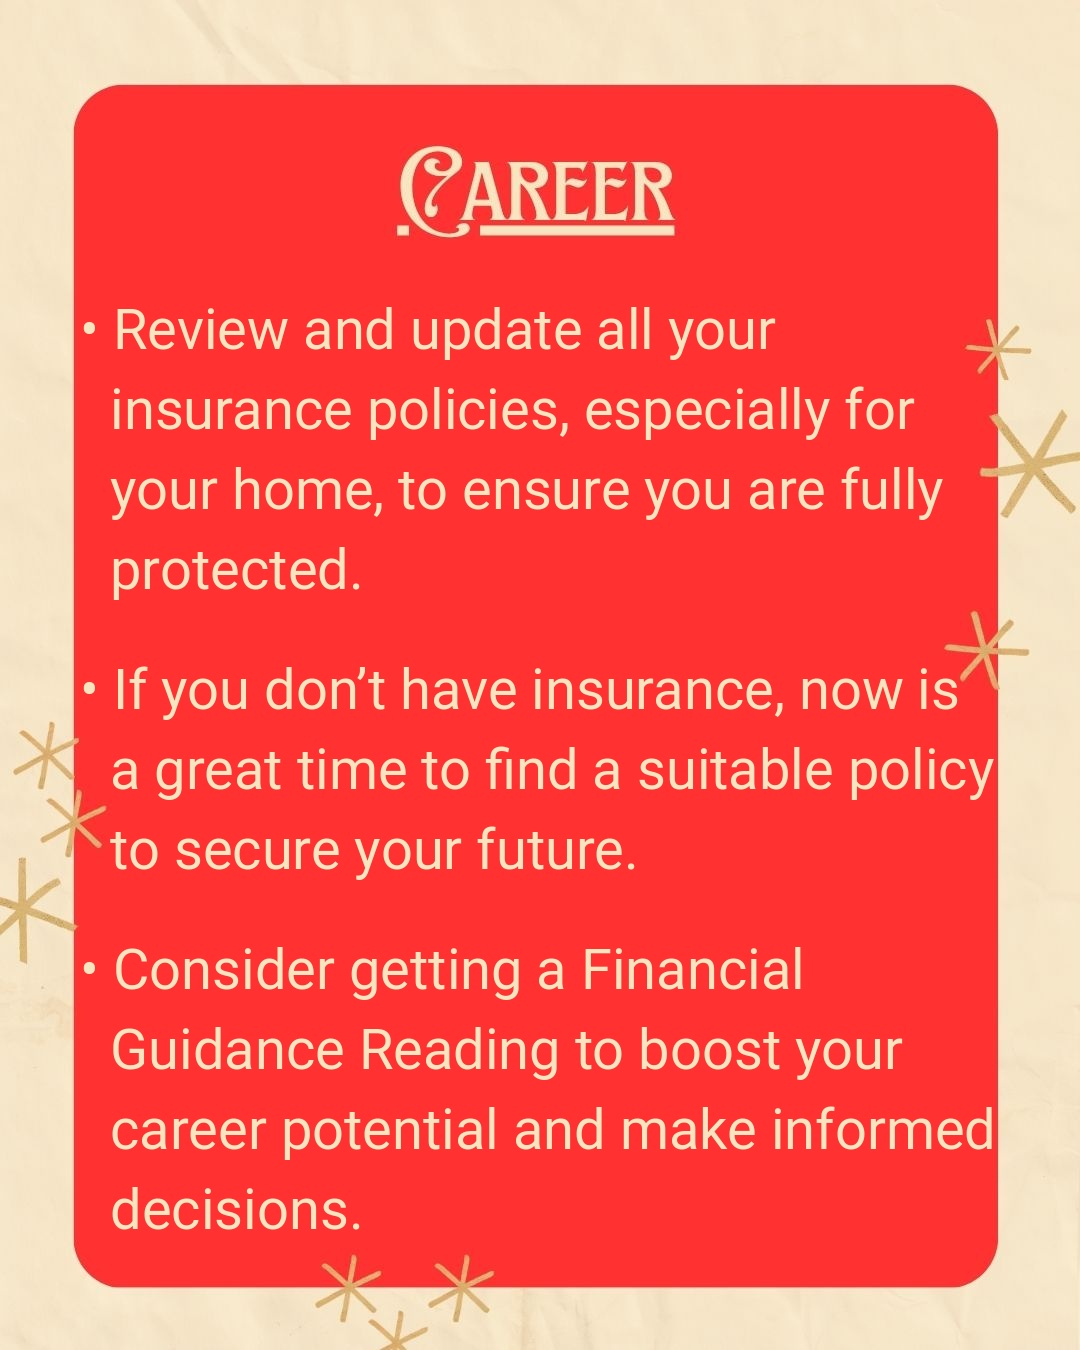 Career
• Review and update all your
insurance policies, especially for
your home, to ensure you are fully
protected.
• If you don’t have insurance, now is
a great time to find a suitable policy
to secure your future.
• Consider getting a Financial
Guidance Reading to boost your
career potential and make informed
decisions.